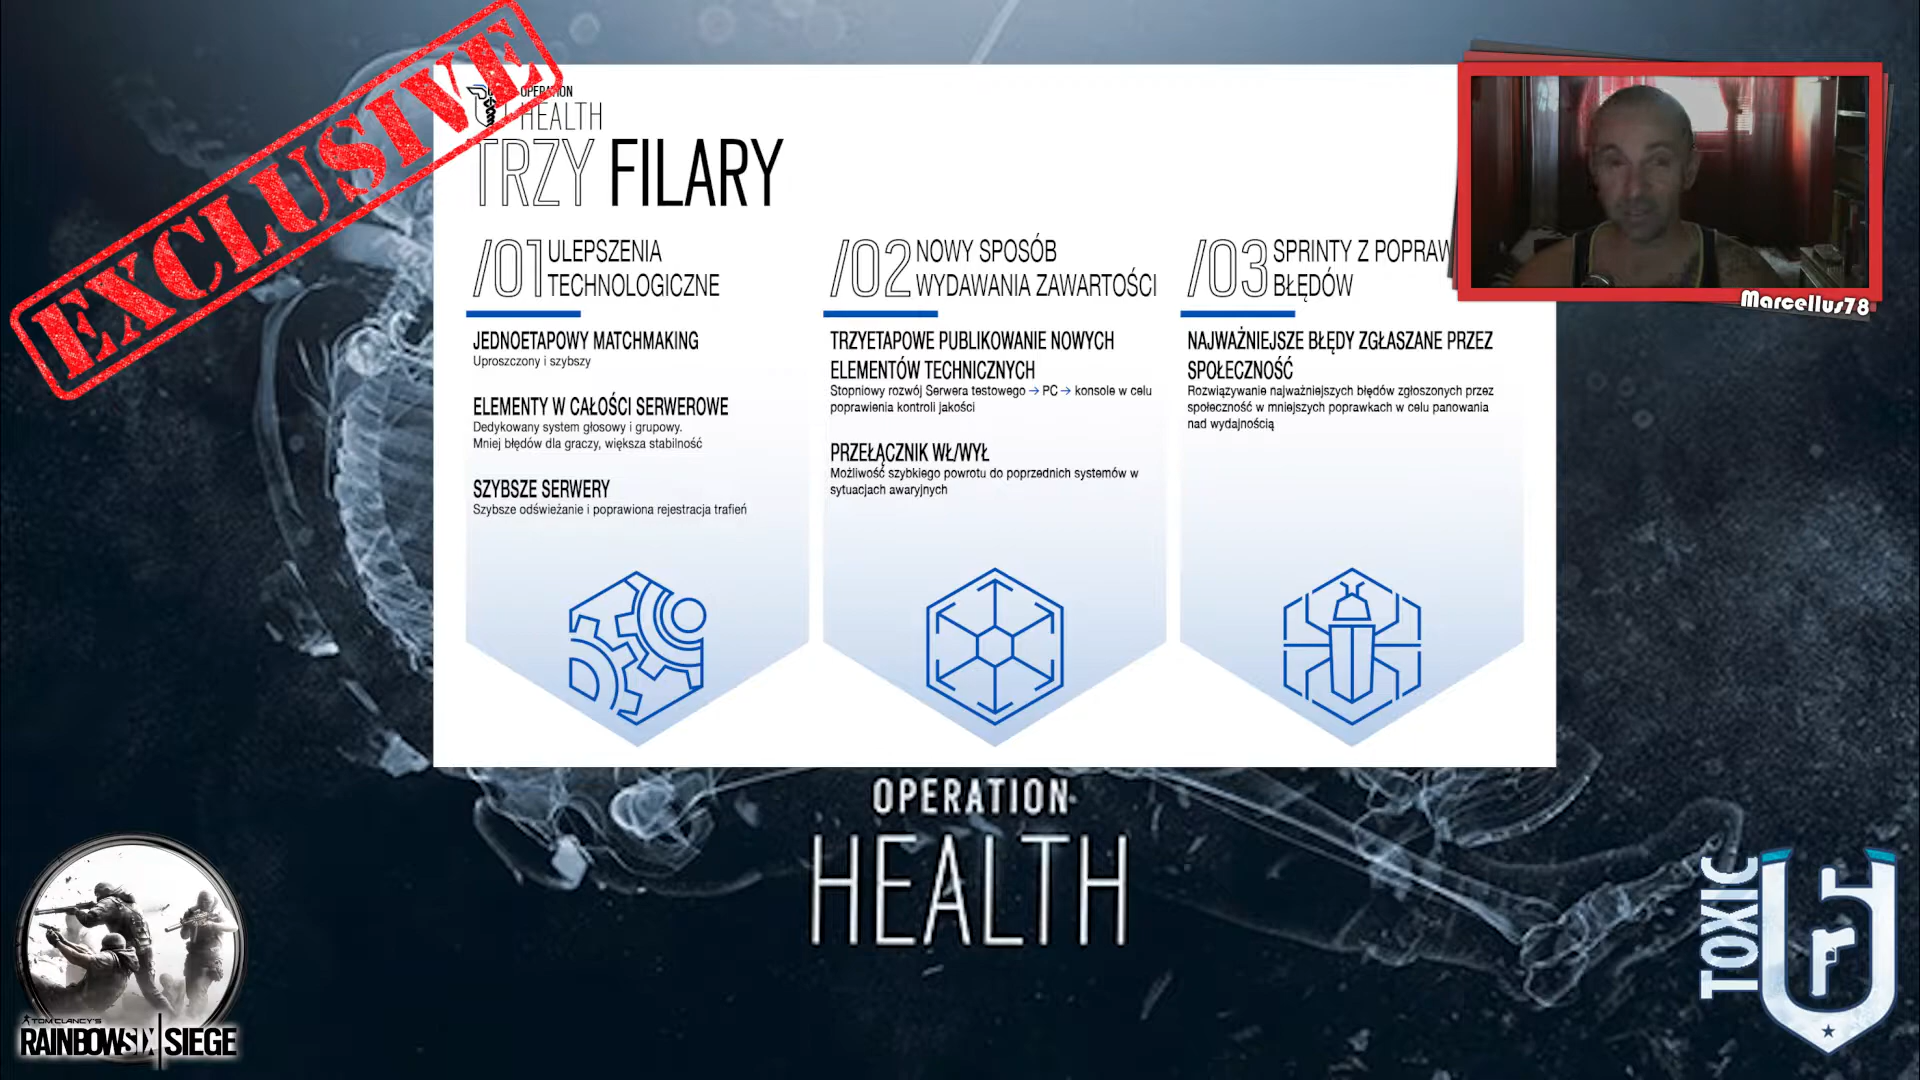 EXCLUSIVE
OPERATION
HEALTH
TRZY FILARY
/01 ULEPSZENIA
TECHNOLOGICZNE
JEDNOETAPOWY MATCHMAKING
Uproszczony i szybszy
ELEMENTY W CAŁOŚCI SERWEROWE
Dedykowany system głosowy i grupowy.
Mniej błędów dla graczy, większa stabilność
SZYBSZE SERWERY
Szybsze odświeżanie i poprawiona rejestracja trafień
/02 NOWY SPOSÓB
WYDAWANIA ZAWARTOŚCI
TRZYETAPOWE PUBLIKOWANIE NOWYCH
ELEMENTÓW TECHNICZNYCH
Stopniowy rozwój Serwera testowego → PC → konsole w celu
poprawienia kontroli jakości
PRZEŁĄCZNIK WŁ/WYŁ
Możliwość szybkiego powrotu do poprzednich systemów w
sytuacjach awaryjnych
/03 SPRINTY Z POPRAW
BŁĘDÓW
NAJWAŻNIEJSZE BŁĘDY ZGŁASZANE PRZEZ
SPOŁECZNOŚĆ
Rozwiązywanie najważniejszych błędów zgłoszonych przez
społeczność w mniejszych poprawkach w celu panowania
nad wydajnością
Marcellus78
OPERATION
HEALTH
TOM CLANCY'S
RAINBOWSIX|SIEGE
TOXIC